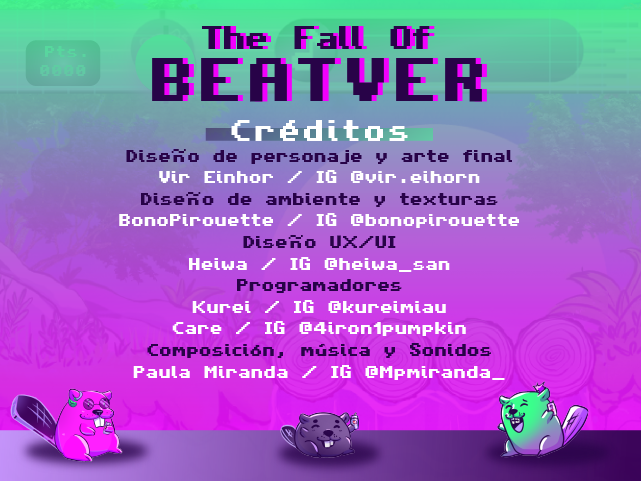 Pts.
0000
The Fall Of
BEATVER
Créditos
Diseño de personaje y arte final
Vir Einhor / IG @vir.eihorn
Diseño de ambiente y texturas
BonoPirouette / IG @bonopirouette
Diseño UX/UI
Heiwa / IG @heiwa_san
Programadores
Kurei / IG @kureimiau
Care / IG @4iron1pumpkin
Composición, música y Sonidos
Paula Miranda / IG @Mpmiranda_